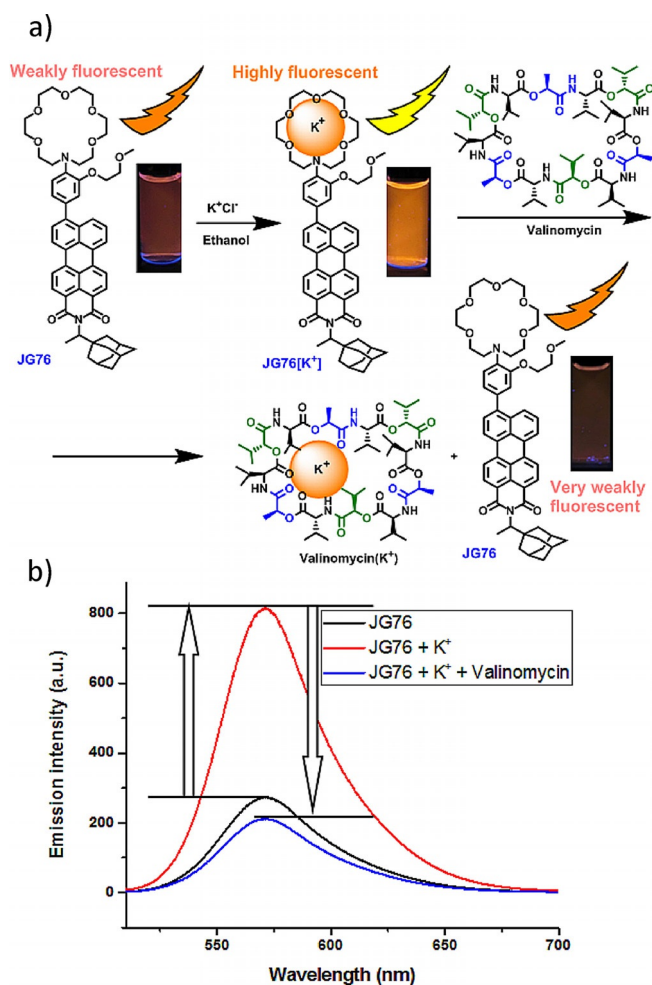 a)
Weakly fluorescent
Highly fluorescent
K⁺
K⁺Cl⁻
Ethanol
Valinomycin
JG76
JG76[K⁺]
K⁺
+
Very weakly
fluorescent
Valinomycin(K⁺)
JG76
b)
Emission intensity (a.u.)
800
600
400
200
0
JG76
JG76 + K⁺
JG76 + K⁺ + Valinomycin
550
600
650
700
Wavelength (nm)